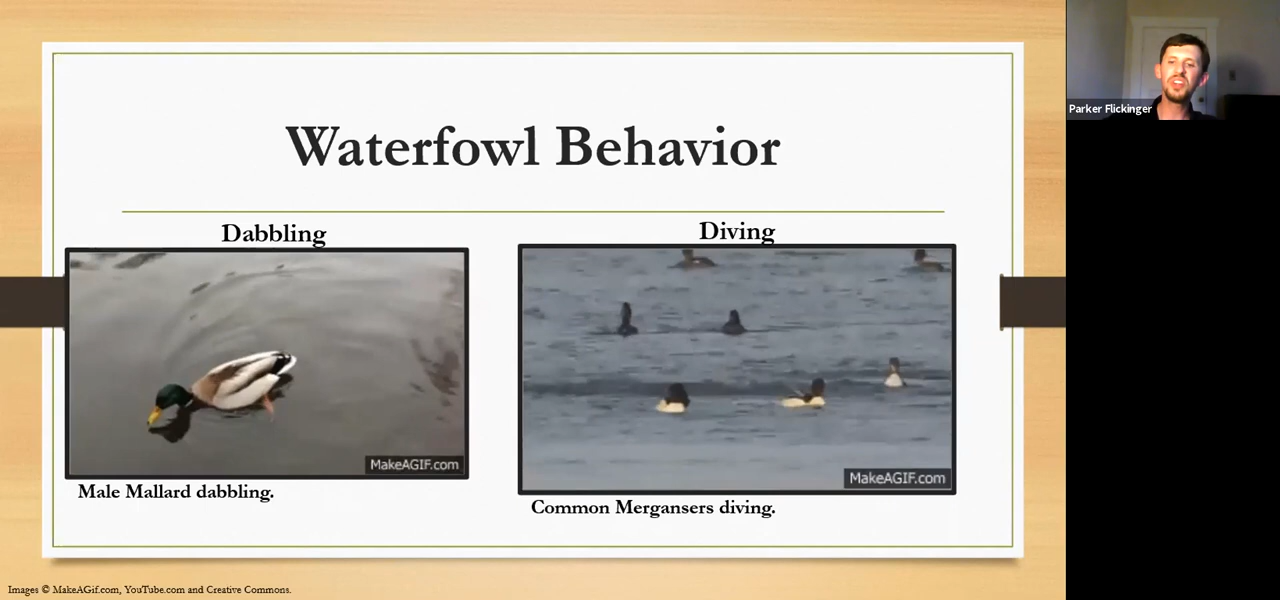 Waterfowl Behavior
Dabbling
Diving
MakeAGIF.com
MakeAGIF.com
Male Mallard dabbling.
Common Mergansers diving.
Images © MakeAGif.com, YouTube.com and Creative Commons.
Parker Flickinger